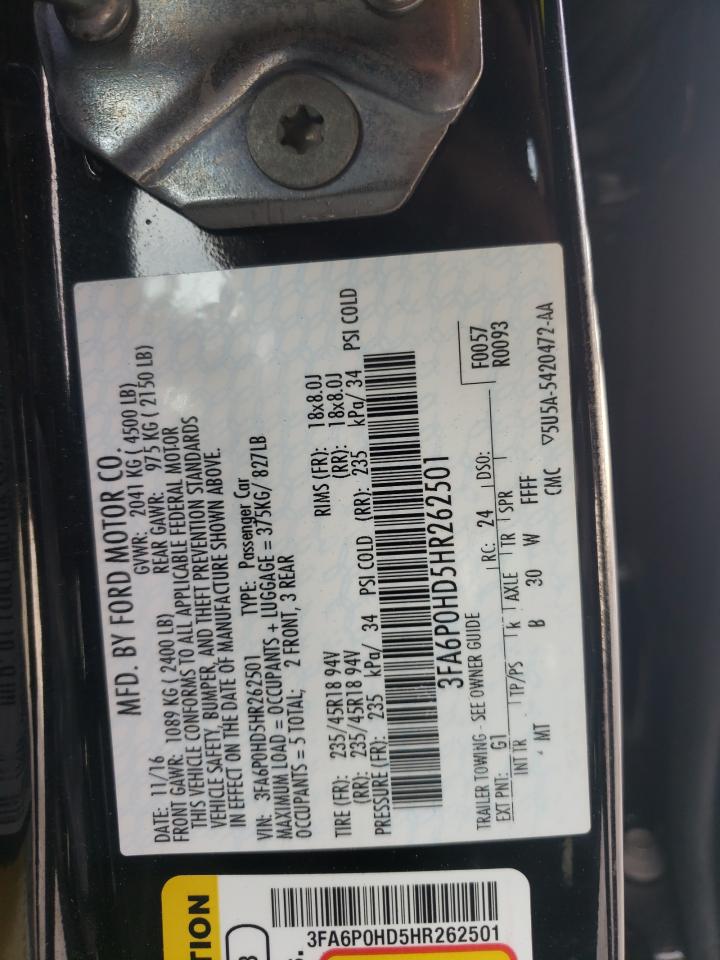 MFD. BY FORD MOTOR CO.
DATE: 11/16 GVWR: 2041 KG ( 4500 LB)
FRONT GAWR: 1089 KG (2400 LB) REAR GAWR: 975 KG ( 2150 LB)
THIS VEHICLE CONFORMS TO ALL APPLICABLE FEDERAL MOTOR
VEHICLE SAFETY, BUMPER, AND THEFT PREVENTION STANDARDS
IN EFFECT ON THE DATE OF MANUFACTURE SHOWN ABOVE.
VIN: 3FA6P0HD5HR262501 TYPE: Passenger Car
MAXIMUM LOAD = OCCUPANTS + LUGGAGE = 375KG/ 827LB
OCCUPANTS = 5 TOTAL; 2 FRONT, 3 REAR
TIRE (FR): 235/45R18 94V RIMS (FR): 18x8.0J
(RR): 235/45R18 94V (RR): 18x8.0J
PRESSURE (FR): 235 kPa/ 34 PSI COLD (RR): 235 kPa/ 34 PSI COLD
3FA6P0HD5HR262501
TRAILER TOWING - SEE OWNER GUIDE
F0057
R0093
EXT PNT: G1 RC: 24 DSO:
INT TR TP/PS k AXLE TR SPR
MT B 30 W FFFF
CMC ▽5U5A-5420472-AA
TION
3FA6P0HD5HR262501